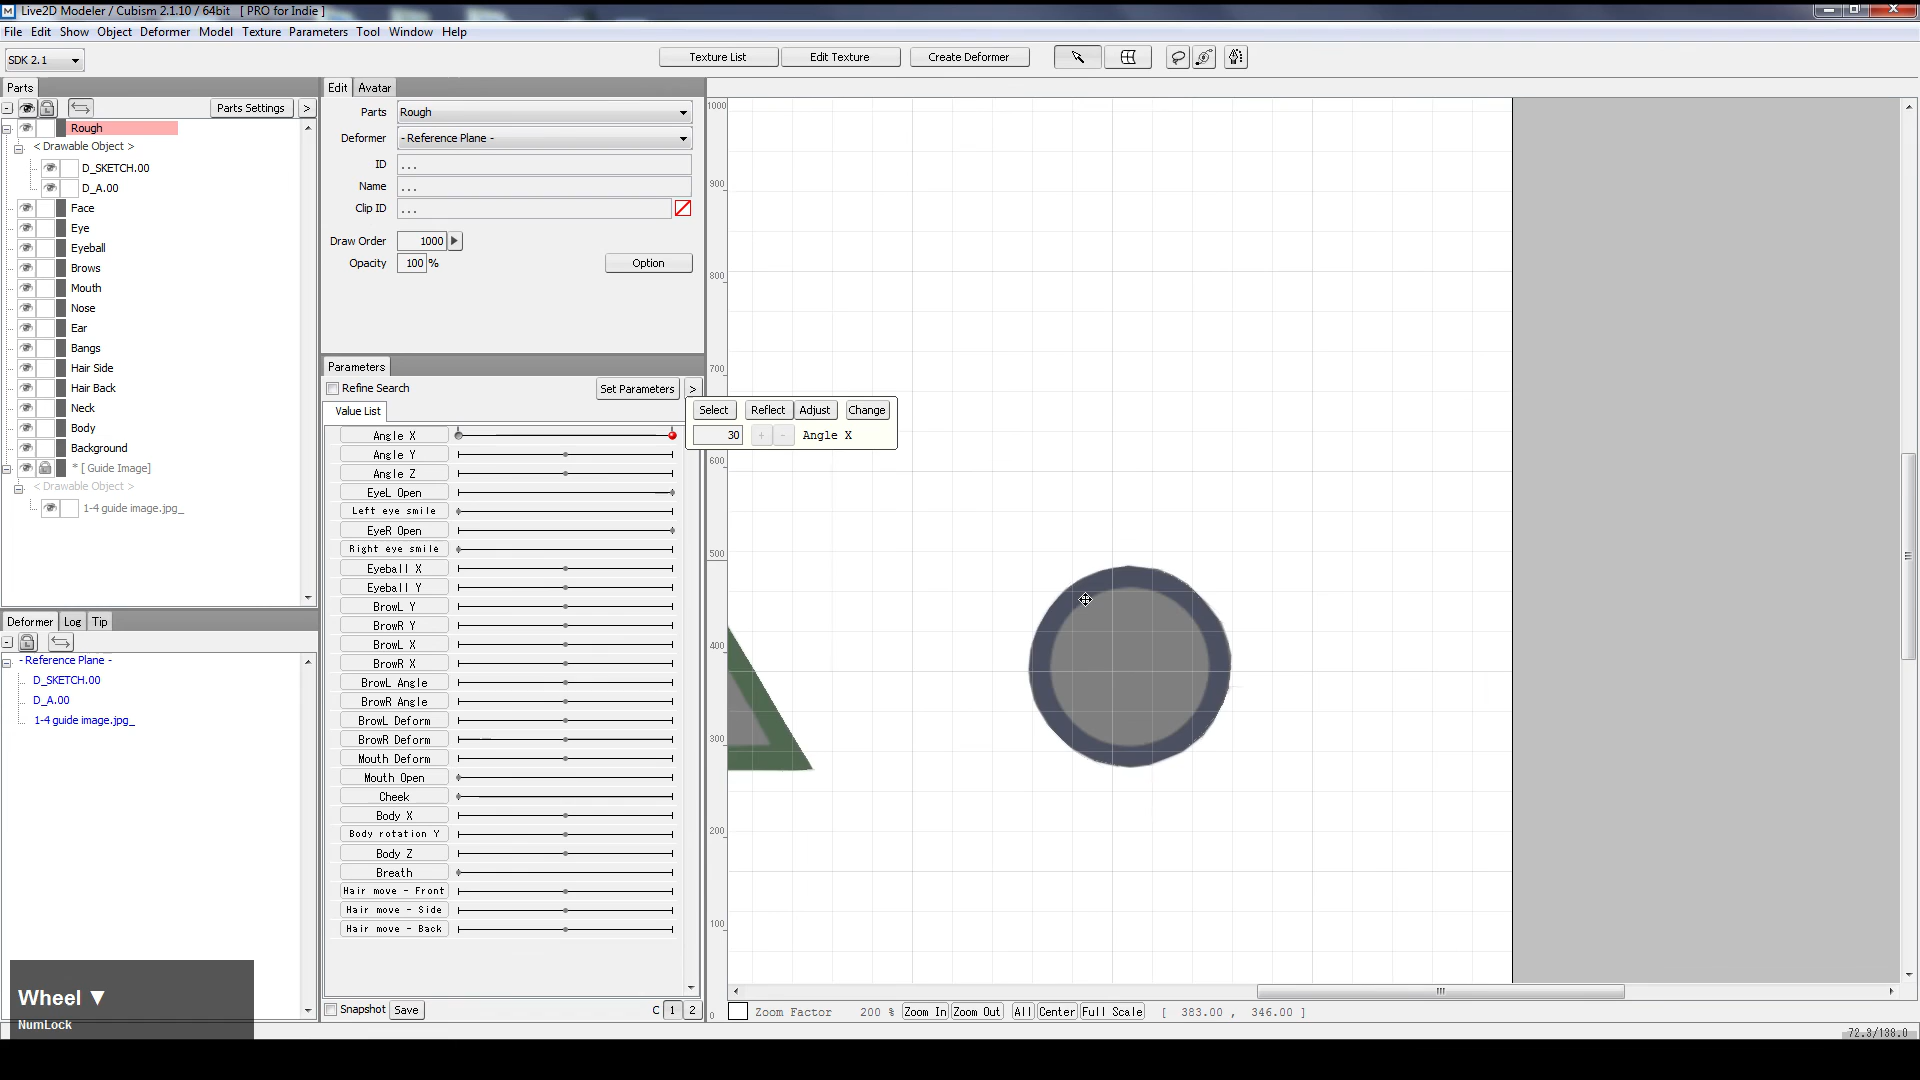 Live2D Modeler / Cubism 2.1.10 / 64bit [ PRO for Indie ]
File Edit Show Object Deformer Model Texture Parameters Tool Window Help
SDK 2.1
Texture List Edit Texture Create Deformer
Parts
Parts Settings >
Rough
< Drawable Object >
D_SKETCH.00
D_A.00
Face
Eye
Eyeball
Brows
Mouth
Nose
Ear
Bangs
Hair Side
Hair Back
Neck
Body
Background
* [ Guide Image]
< Drawable Object >
1-4 guide image.jpg_
Deformer Log Tip
- Reference Plane -
D_SKETCH.00
D_A.00
1-4 guide image.jpg_
Wheel ▼
NumLock
Edit Avatar
Parts Rough
Deformer - Reference Plane -
ID ...
Name ...
Clip ID ...
Draw Order 1000
Opacity 100 %
Option
Parameters
Refine Search
Set Parameters >
Value List
Angle X
Angle Y
Angle Z
EyeL Open
Left eye smile
EyeR Open
Right eye smile
Eyeball X
Eyeball Y
BrowL Y
BrowR Y
BrowL X
BrowR X
BrowL Angle
BrowR Angle
BrowL Deform
BrowR Deform
Mouth Deform
Mouth Open
Cheek
Body X
Body rotation Y
Body Z
Breath
Hair move - Front
Hair move - Side
Hair move - Back
Snapshot Save C 1 2
Select Reflect Adjust Change
30 + - Angle X
1000
900
800
700
600
500
400
300
200
100
0
Zoom Factor 200 % Zoom In Zoom Out All Center Full Scale [ 383.00 , 346.00 ]
72.3/138.0